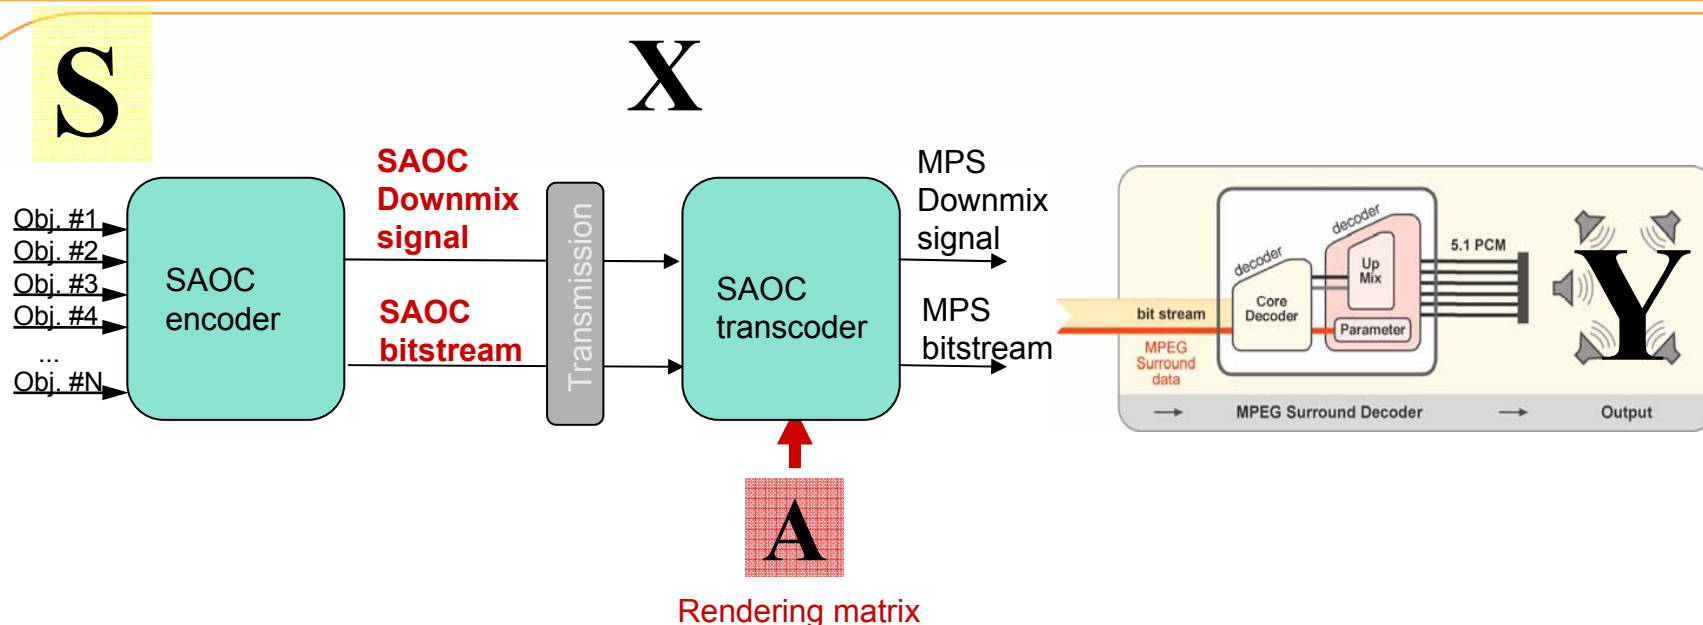 S
X
Obj. #1
Obj. #2
Obj. #3
Obj. #4
...
Obj. #N
SAOC
encoder
SAOC
Downmix
signal
SAOC
bitstream
Transmission
SAOC
transcoder
A
Rendering matrix
MPS
Downmix
signal
MPS
bitstream
bit stream
MPEG
Surround
data
decoder
Core
Decoder
decoder
Up
Mix
Parameter
5.1 PCM
Y
MPEG Surround Decoder
Output